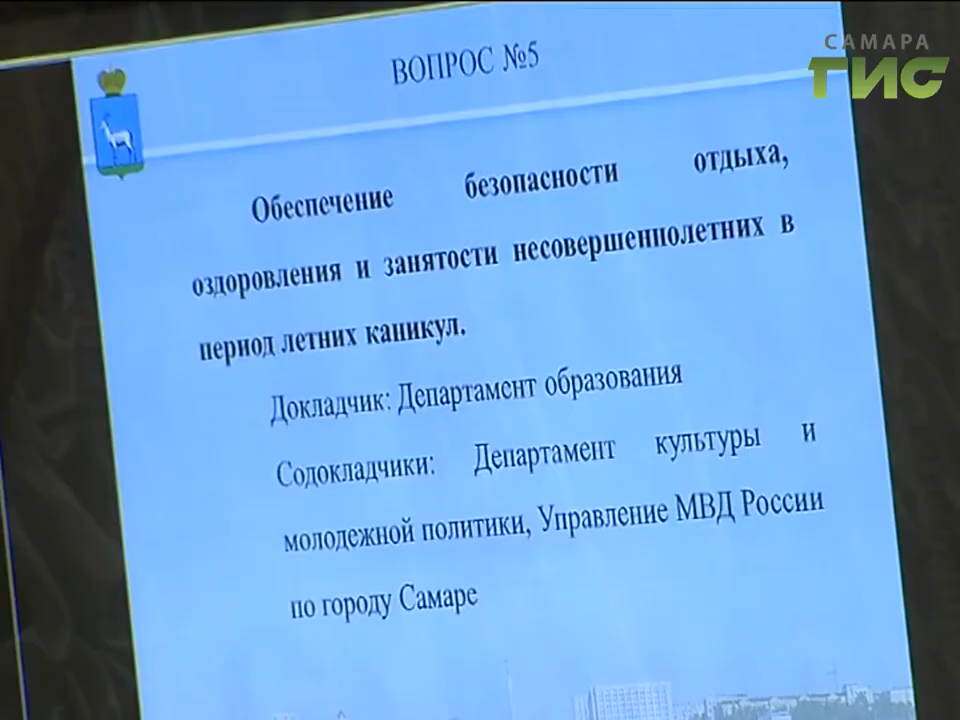 САМАРА
ГИС
ВОПРОС №5
Обеспечение безопасности отдыха,
оздоровления и занятости несовершеннолетних в
период летних каникул.
Докладчик: Департамент образования
Содокладчики: Департамент культуры и
молодежной политики, Управление МВД России
по городу Самаре